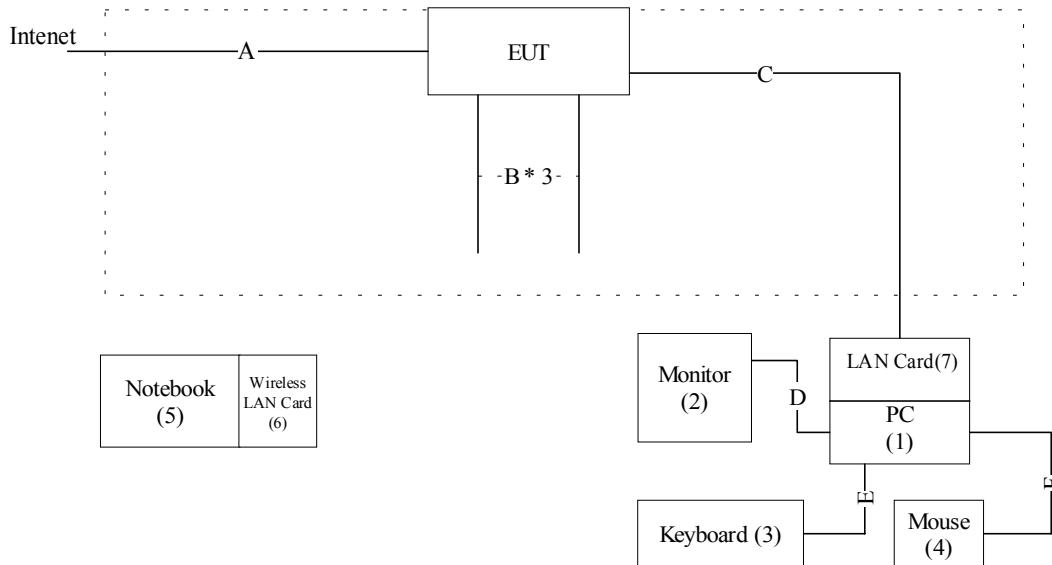 Intenet
A
EUT
C
B * 3
LAN Card(7)
Monitor
(2)
D
PC
(1)
Notebook
(5)
Wireless
LAN Card
(6)
E
Keyboard (3)
Mouse
(4)